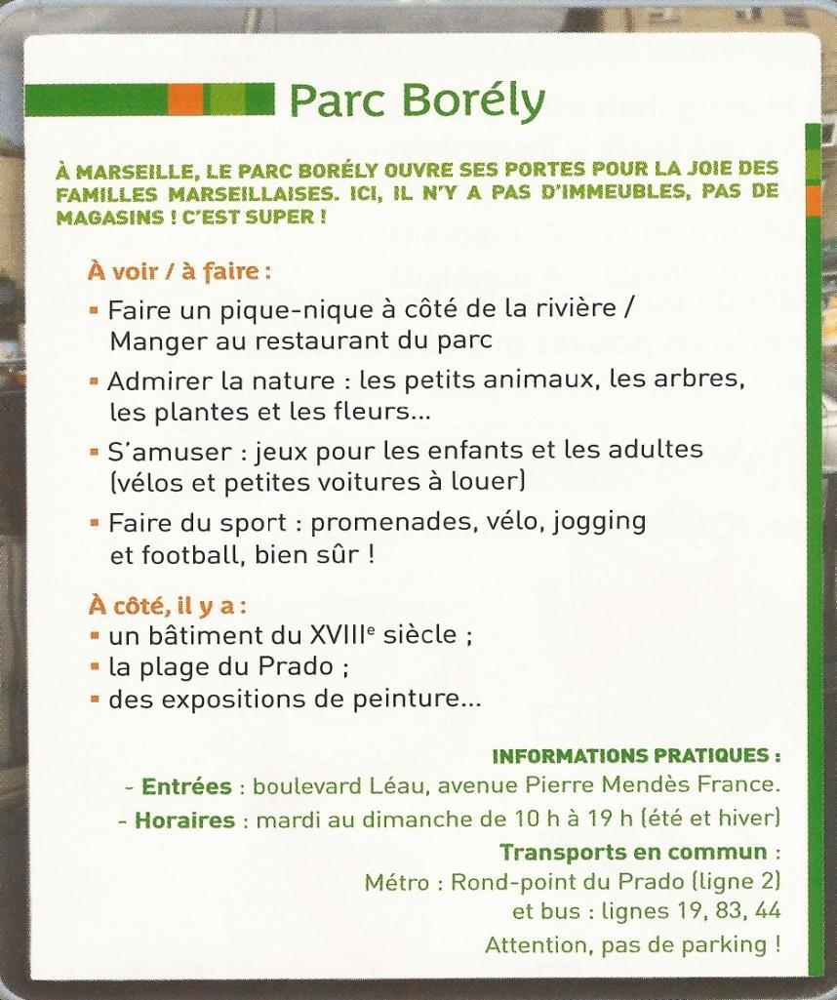 Parc Borély
À MARSEILLE, LE PARC BORÉLY OUVRE SES PORTES POUR LA JOIE DES
FAMILLES MARSEILLAISES. ICI, IL N'Y A PAS D'IMMEUBLES, PAS DE
MAGASINS ! C'EST SUPER !
À voir / à faire :
▪ Faire un pique-nique à côté de la rivière /
Manger au restaurant du parc
▪ Admirer la nature : les petits animaux, les arbres,
les plantes et les fleurs...
▪ S'amuser : jeux pour les enfants et les adultes
(vélos et petites voitures à louer)
▪ Faire du sport : promenades, vélo, jogging
et football, bien sûr !
À côté, il y a :
▪ un bâtiment du XVIIIᵉ siècle ;
▪ la plage du Prado ;
▪ des expositions de peinture...
INFORMATIONS PRATIQUES :
- Entrées : boulevard Léau, avenue Pierre Mendès France.
- Horaires : mardi au dimanche de 10 h à 19 h (été et hiver)
Transports en commun :
Métro : Rond-point du Prado (ligne 2)
et bus : lignes 19, 83, 44
Attention, pas de parking !